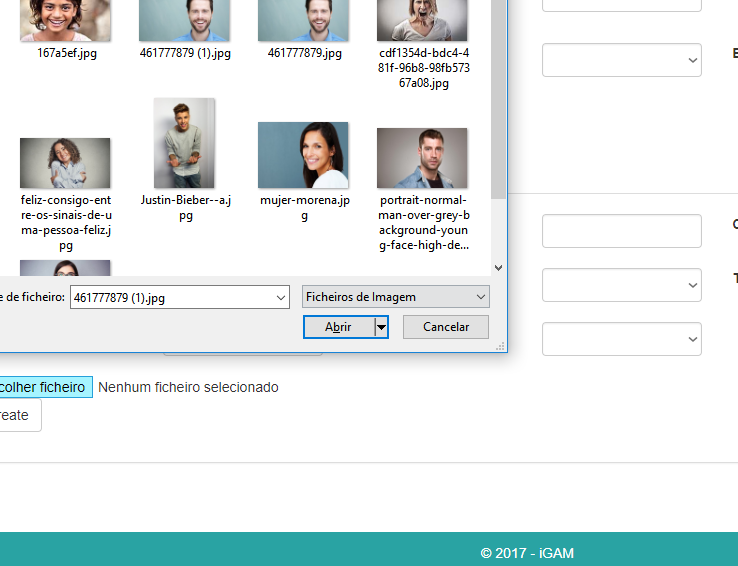 167a5ef.jpg
461777879 (1).jpg
461777879.jpg
cdf1354d-bdc4-4
81f-96b8-98fb573
67a08.jpg
feliz-consigo-ent
re-os-sinais-de-u
ma-pessoa-feliz.j
pg
Justin-Bieber--a.j
pg
mujer-morena.jp
g
portrait-normal-
man-over-grey-b
ackground-youn
g-face-high-de...
e de ficheiro:
461777879 (1).jpg
Ficheiros de Imagem
Abrir
Cancelar
colher ficheiro
Nenhum ficheiro selecionado
reate
© 2017 - iGAM